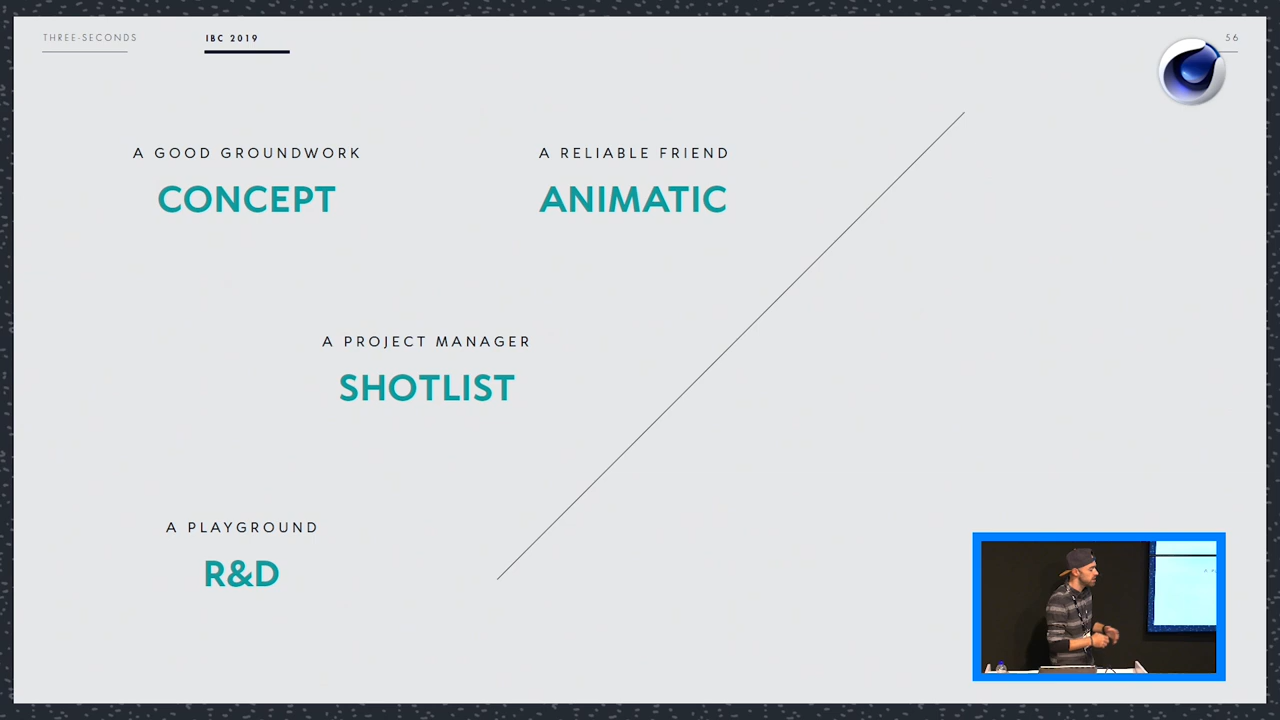 THREE-SECONDS
IBC 2019
56
A GOOD GROUNDWORK
CONCEPT
A RELIABLE FRIEND
ANIMATIC
A PROJECT MANAGER
SHOTLIST
A PLAYGROUND
R&D